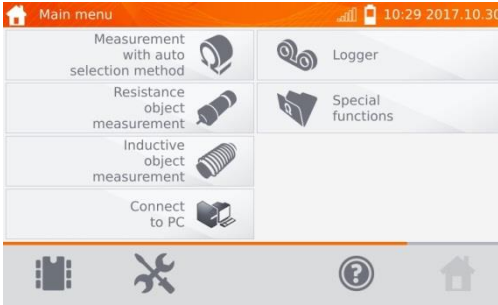 Main menu
10:29 2017.10.30
Measurement
with auto
selection method
Logger
Resistance
object
measurement
Special
functions
Inductive
object
measurement
Connect
to PC